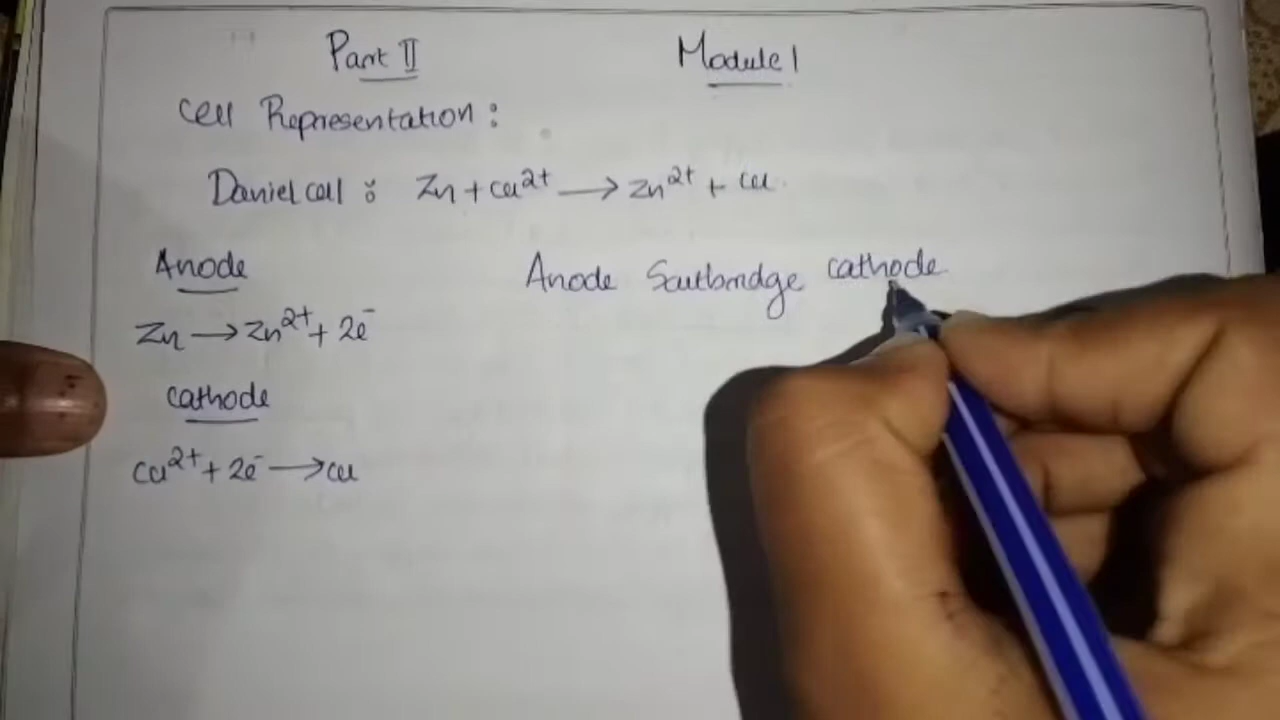 Part II Module 1
Cell Representation:
Daniel cell : Zn + Cu²⁺ ⟶ Zn²⁺ + Cu
Anode Anode Saltbridge cathode
Zn ⟶ Zn²⁺ + 2e⁻
cathode
Cu²⁺ + 2e⁻ ⟶ Cu